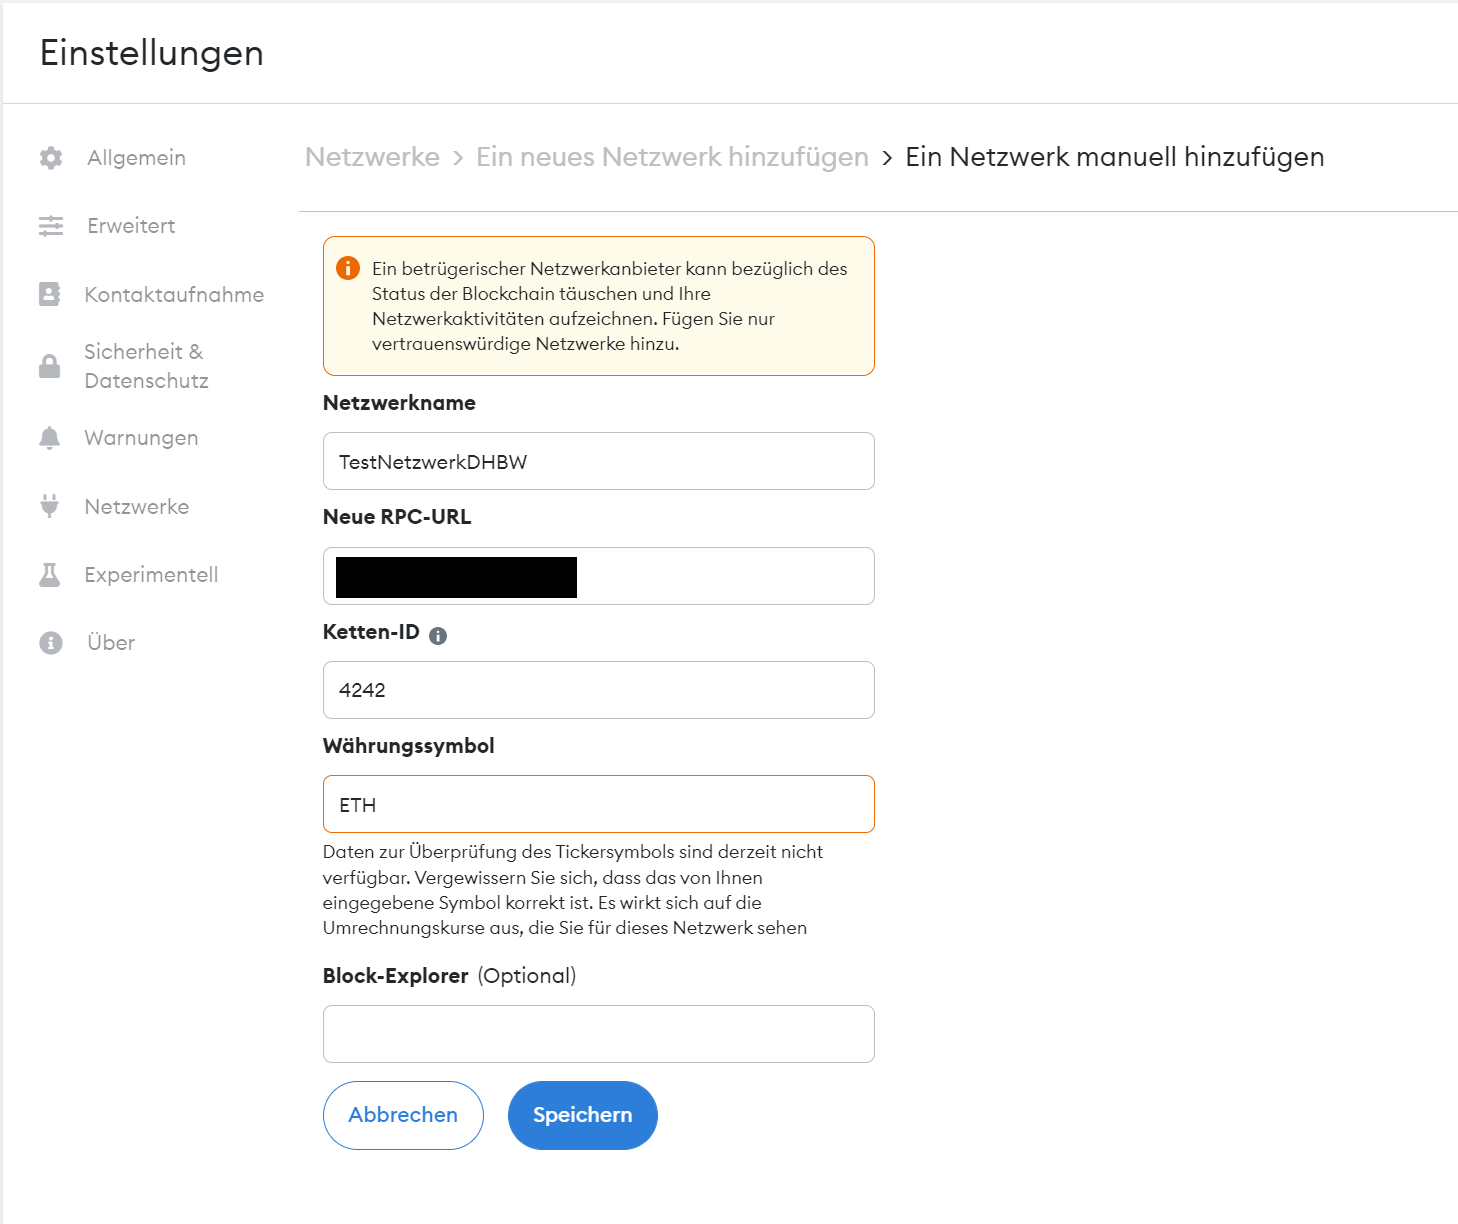 Einstellungen
Allgemein
Erweitert
Kontaktaufnahme
Sicherheit &
Datenschutz
Warnungen
Netzwerke
Experimentell
Über
Netzwerke > Ein neues Netzwerk hinzufügen > Ein Netzwerk manuell hinzufügen
Ein betrügerischer Netzwerkanbieter kann bezüglich des
Status der Blockchain täuschen und Ihre
Netzwerkaktivitäten aufzeichnen. Fügen Sie nur
vertrauenswürdige Netzwerke hinzu.
Netzwerkname
TestNetzwerkDHBW
Neue RPC-URL
Ketten-ID
4242
Währungssymbol
ETH
Daten zur Überprüfung des Tickersymbols sind derzeit nicht
verfügbar. Vergewissern Sie sich, dass das von Ihnen
eingegebene Symbol korrekt ist. Es wirkt sich auf die
Umrechnungskurse aus, die Sie für dieses Netzwerk sehen
Block-Explorer (Optional)
Abbrechen Speichern